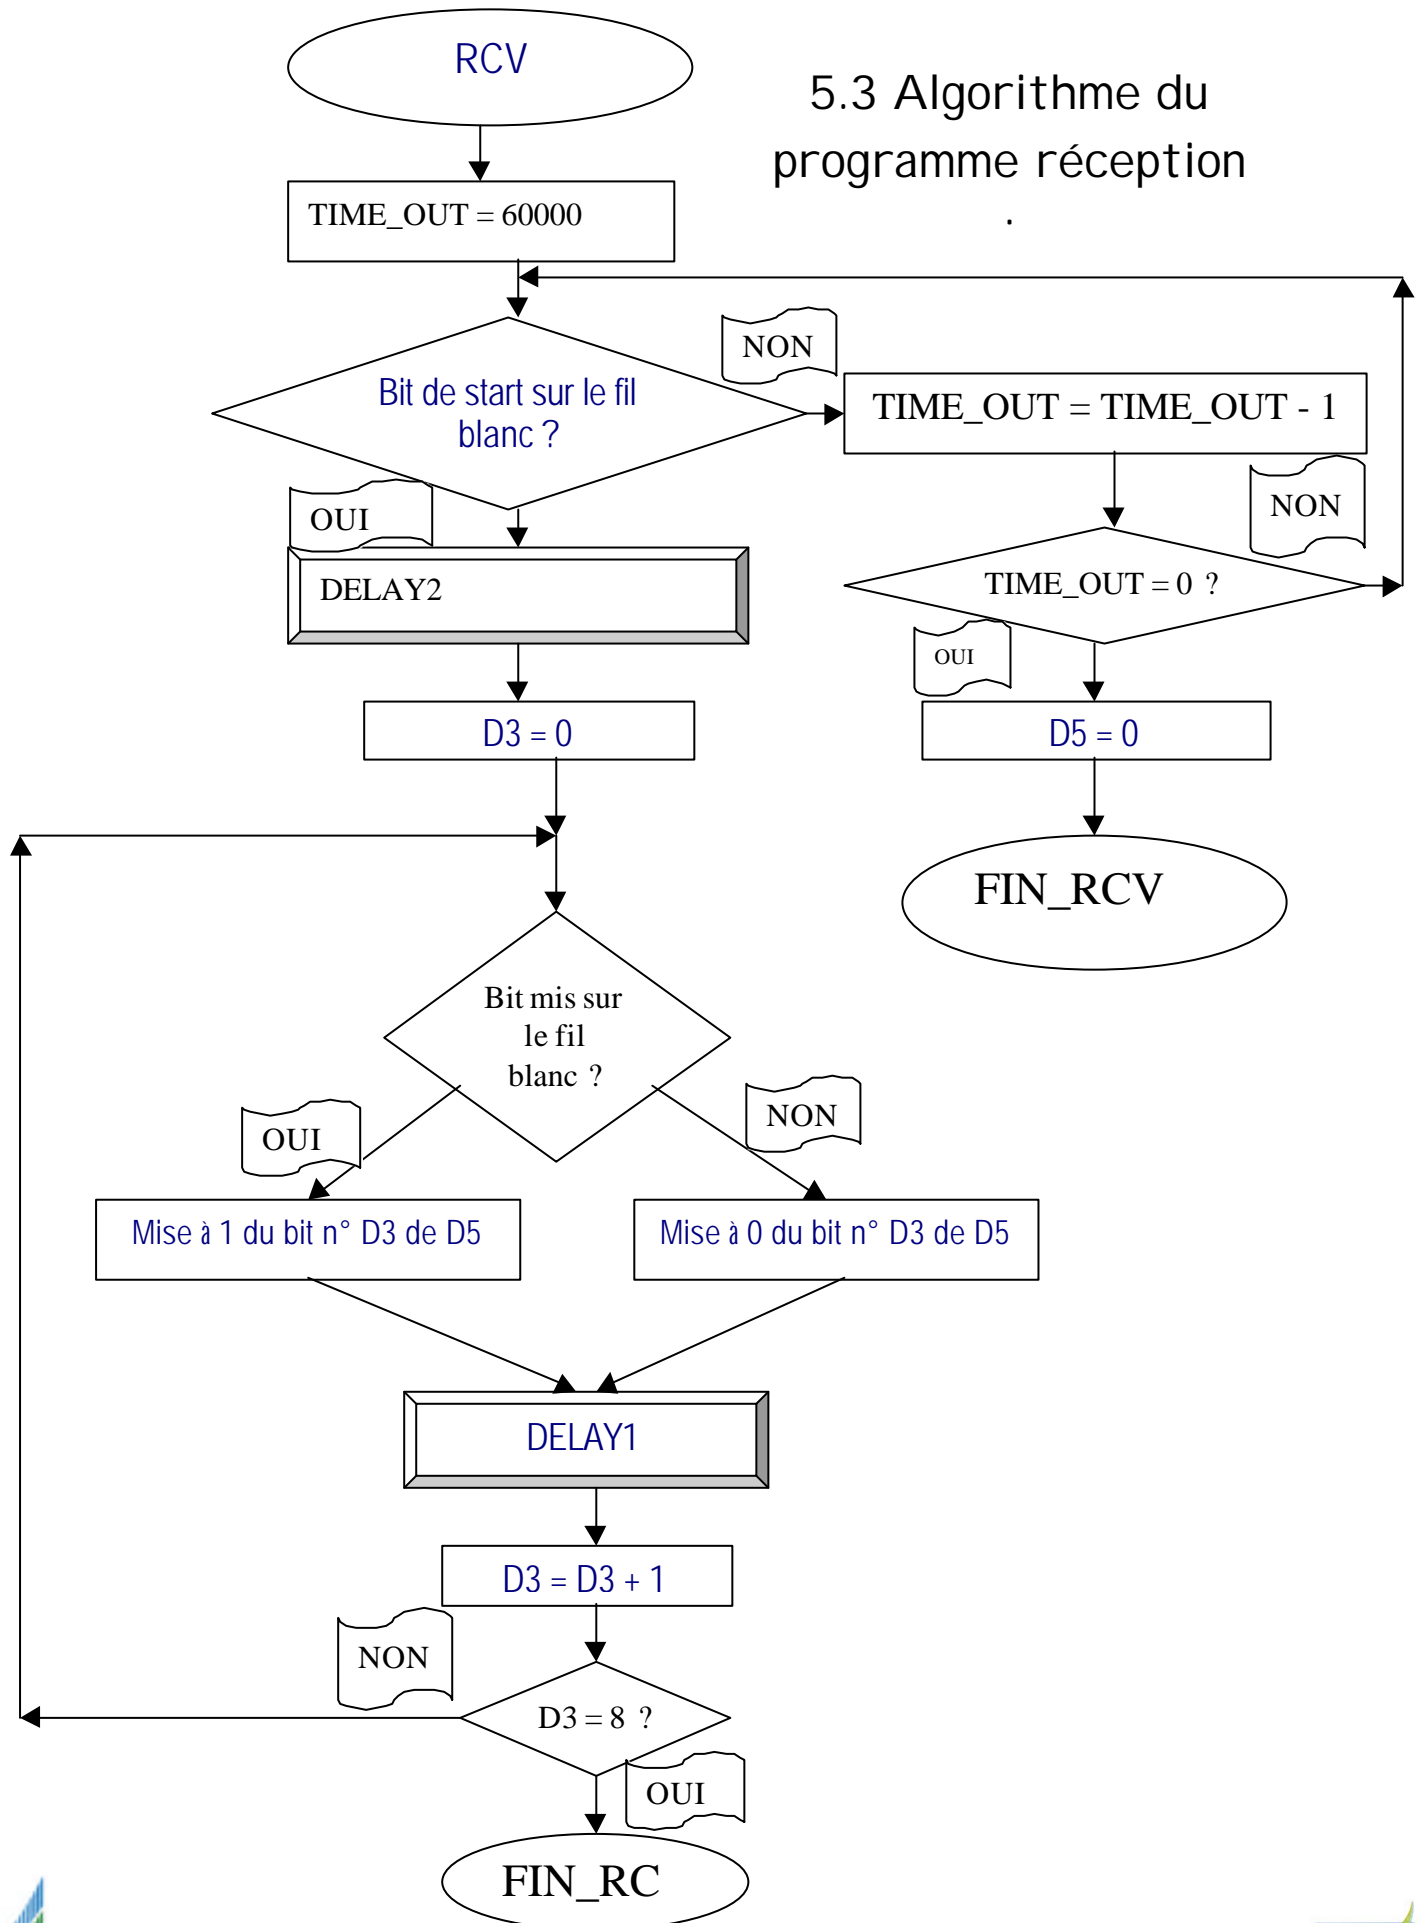 RCV
5.3 Algorithme du
programme réception
.
TIME_OUT = 60000
NON
Bit de start sur le fil
blanc ?
TIME_OUT = TIME_OUT - 1
OUI
NON
DELAY2
TIME_OUT = 0 ?
OUI
D3 = 0
D5 = 0
FIN_RCV
Bit mis sur
le fil
blanc ?
OUI
NON
Mise à 1 du bit n° D3 de D5
Mise à 0 du bit n° D3 de D5
DELAY1
D3 = D3 + 1
NON
D3 = 8 ?
OUI
FIN_RC